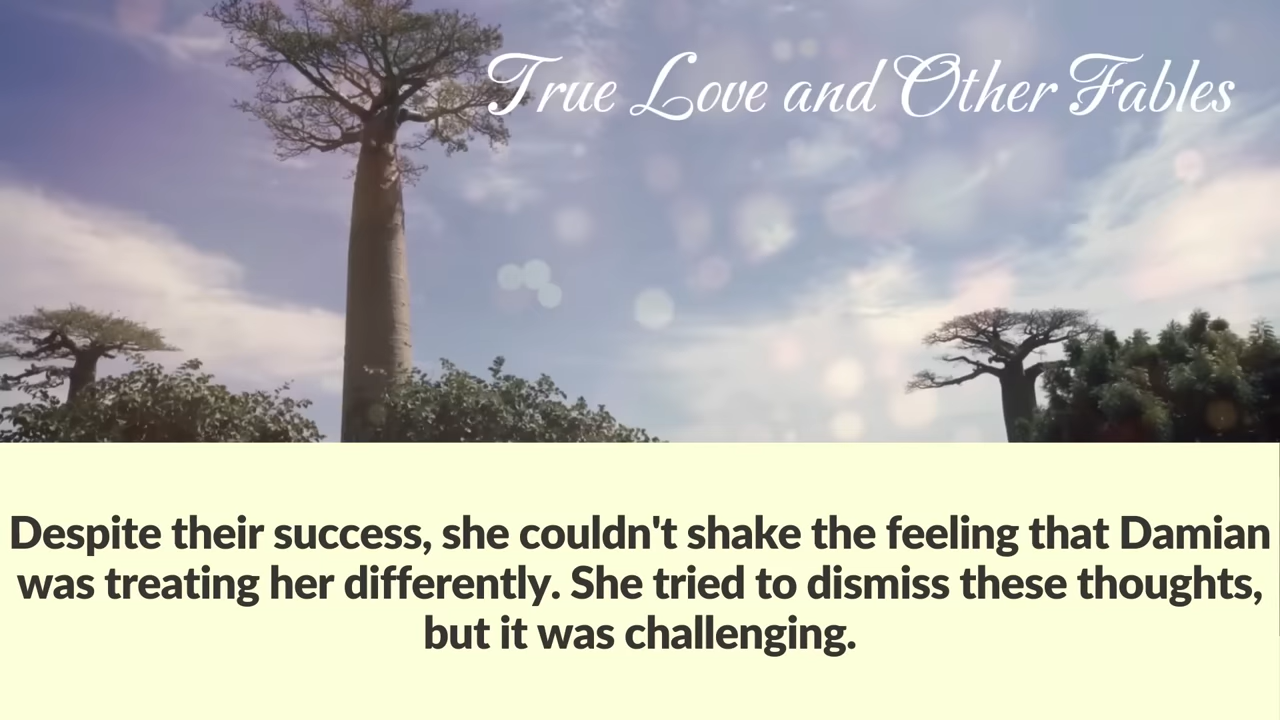 True Love and Other Fables
Despite their success, she couldn't shake the feeling that Damian
was treating her differently. She tried to dismiss these thoughts,
but it was challenging.